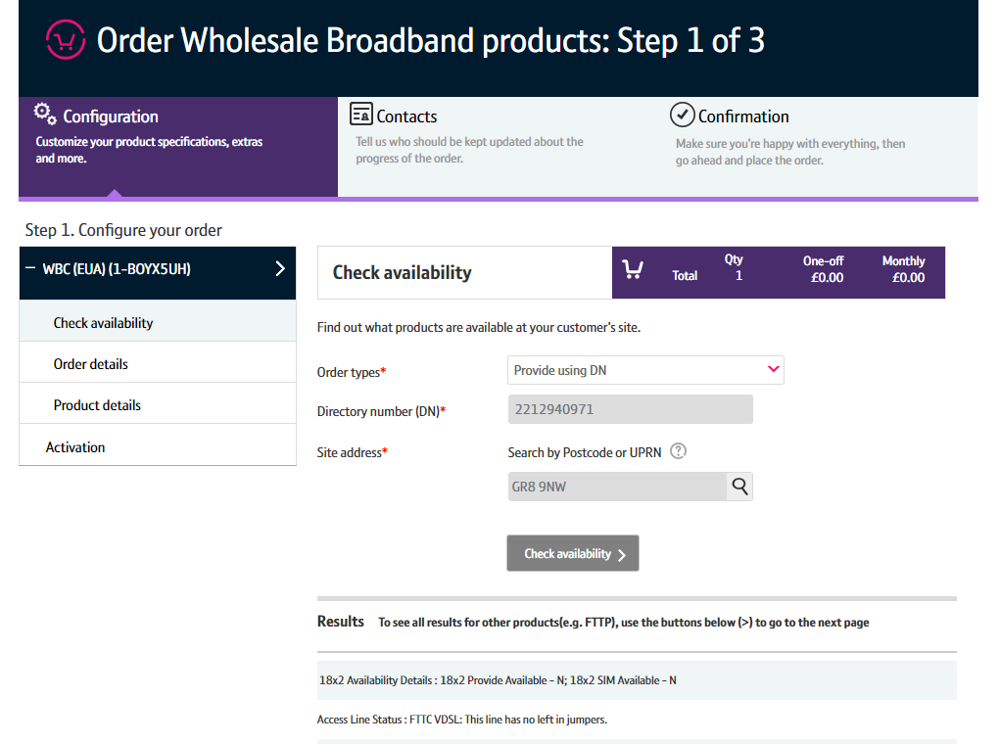 Order Wholesale Broadband products: Step 1 of 3
Configuration
Customize your product specifications, extras
and more.
Contacts
Tell us who should be kept updated about the
progress of the order.
Confirmation
Make sure you're happy with everything, then
go ahead and place the order.
Step 1. Configure your order
WBC (EUA) (1-BOYX5UH)
Check availability
Order details
Product details
Activation
Check availability
Total
Qty
1
One-off
£0.00
Monthly
£0.00
Find out what products are available at your customer's site.
Order types*
Provide using DN
Directory number (DN)*
2212940971
Site address*
Search by Postcode or UPRN ?
GR8 9NW
Check availability
Results To see all results for other products(e.g. FTTP), use the buttons below (>) to go to the next page
18x2 Availability Details : 18x2 Provide Available - N; 18x2 SIM Available - N
Access Line Status : FTTC VDSL: This line has no left in jumpers.